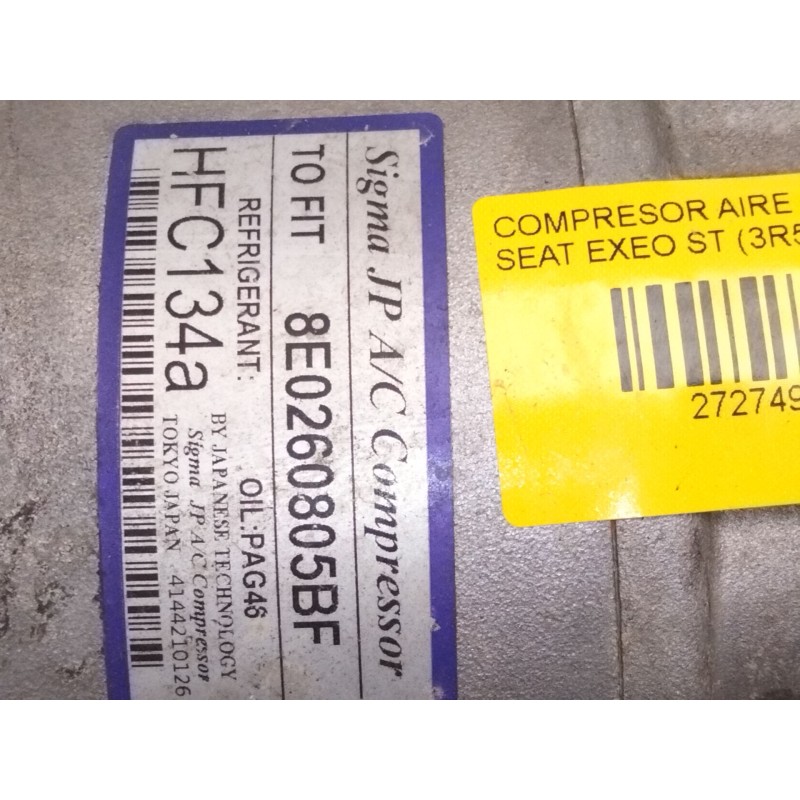 Sigma JP A/C Compressor
TO FIT 8E0260805BF
REFRIGERANT: OIL:PAG46
HFC134a
BY JAPANESE TECHNOLOGY
Sigma JP A/C Compressor
TOKYO JAPAN 4144210126
COMPRESOR AIRE
SEAT EXEO ST (3R5
272749